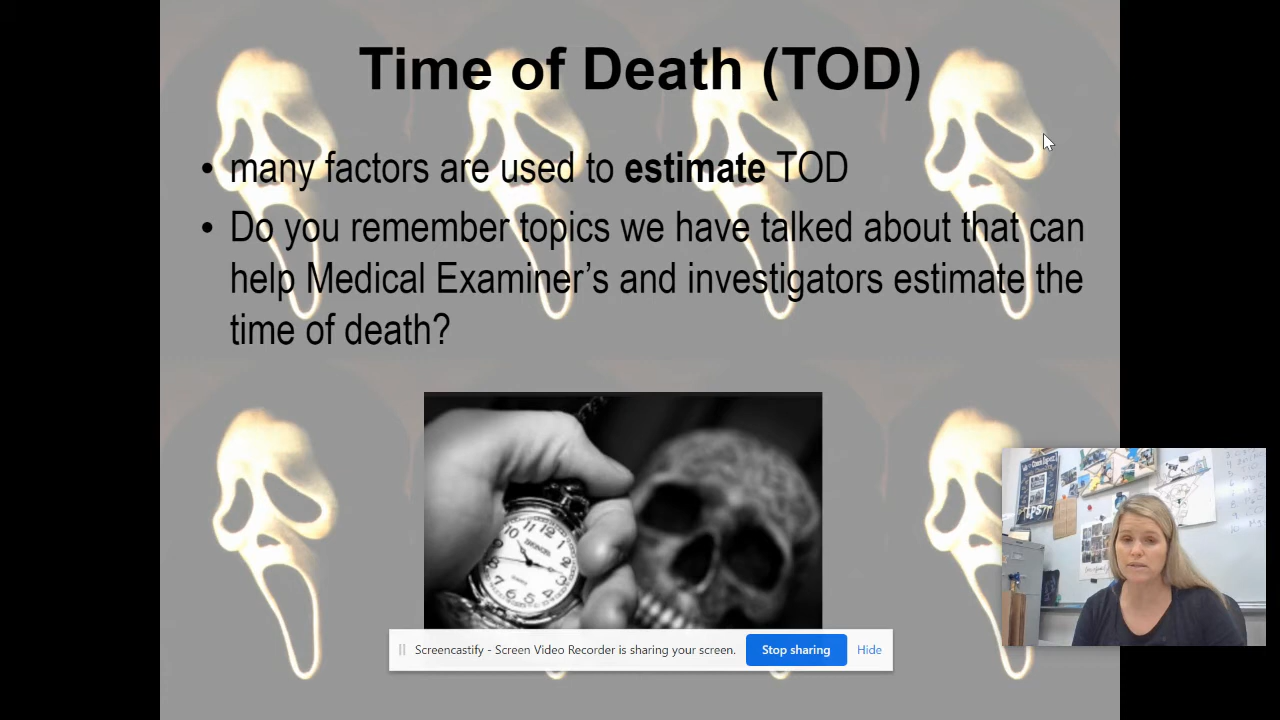 Time of Death (TOD)
• many factors are used to estimate TOD
• Do you remember topics we have talked about that can
help Medical Examiner’s and investigators estimate the
time of death?
Screencastify - Screen Video Recorder is sharing your screen.
Stop sharing
Hide